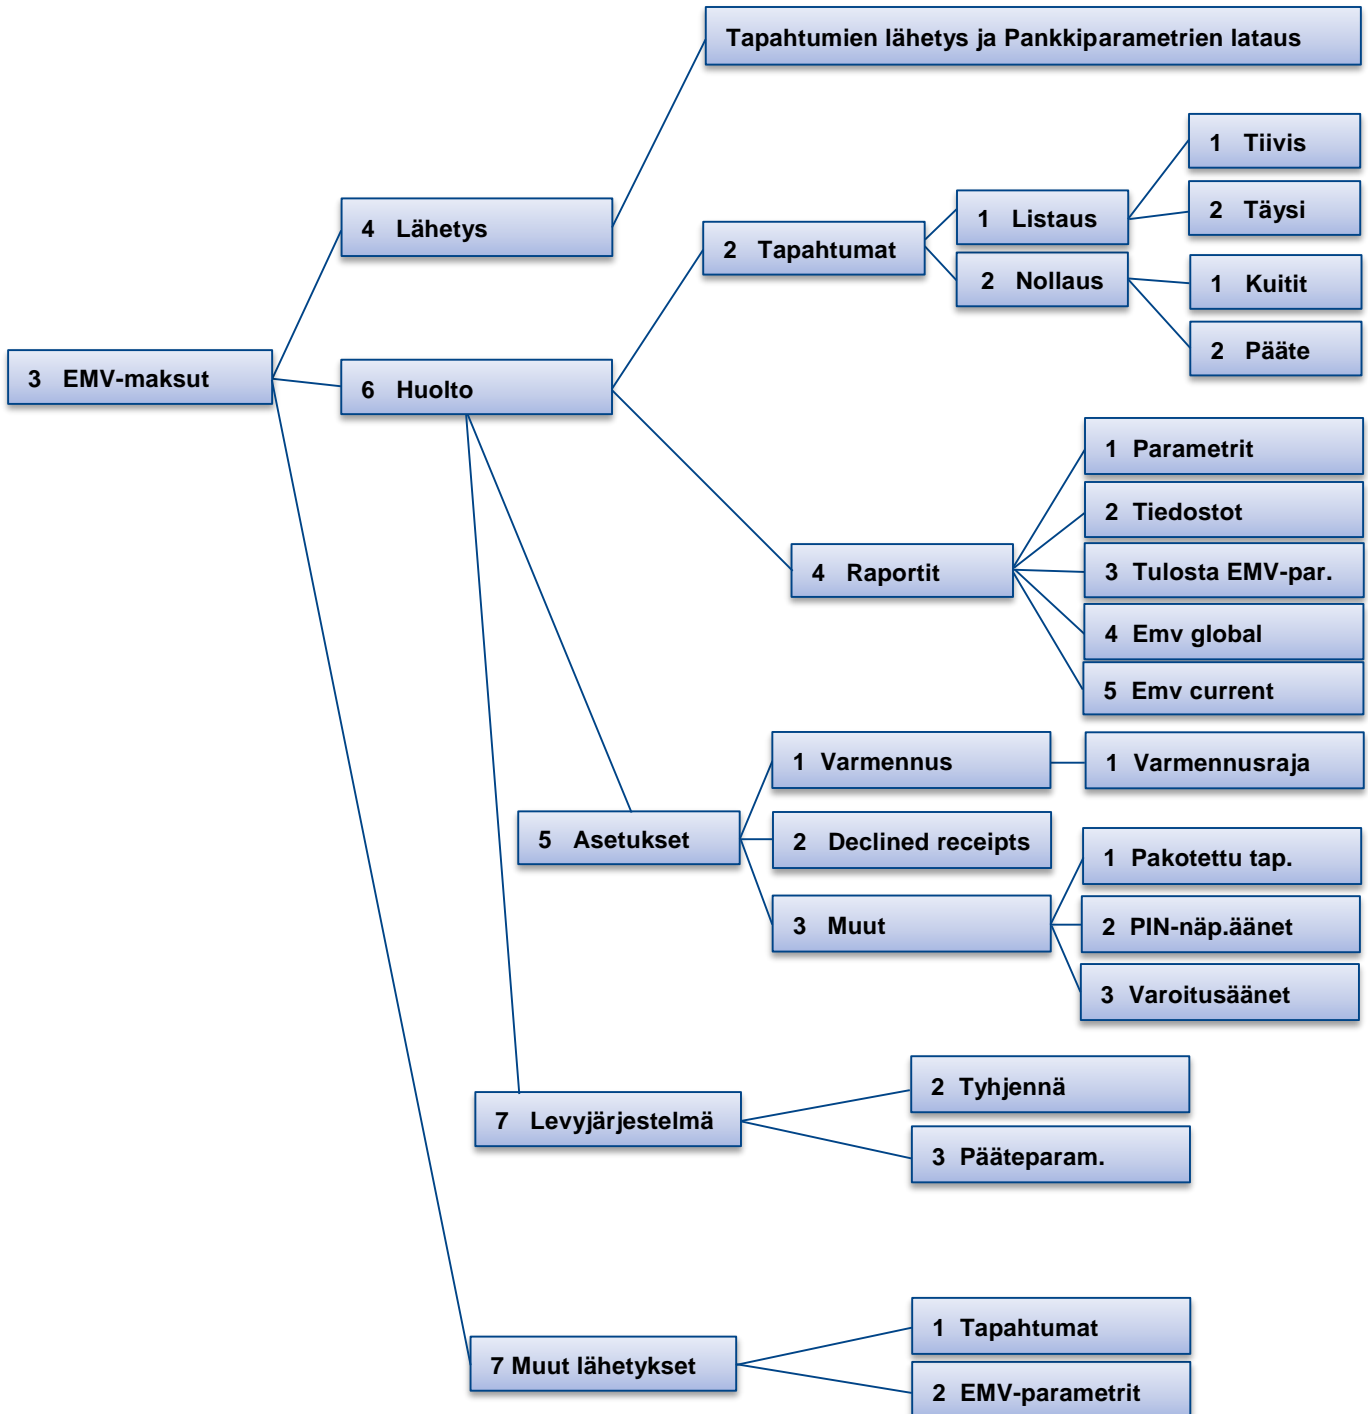 Tapahtumien lähetys ja Pankkiparametrien lataus
1 Tiivis
4 Lähetys
2 Tapahtumat
1 Listaus
2 Täysi
2 Nollaus
1 Kuitit
2 Pääte
3 EMV-maksut
6 Huolto
1 Parametrit
2 Tiedostot
4 Raportit
3 Tulosta EMV-par.
4 Emv global
5 Emv current
1 Varmennus
1 Varmennusraja
5 Asetukset
2 Declined receipts
1 Pakotettu tap.
3 Muut
2 PIN-näp.äänet
3 Varoitusäänet
2 Tyhjennä
7 Levyjärjestelmä
3 Pääteparam.
1 Tapahtumat
7 Muut lähetykset
2 EMV-parametrit